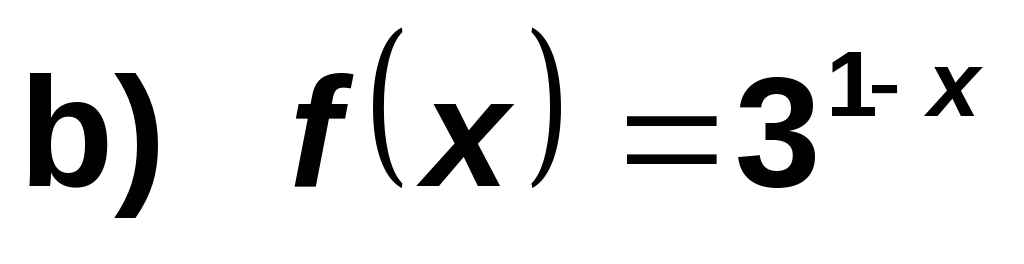 b) f(x) = 3^{1-x}